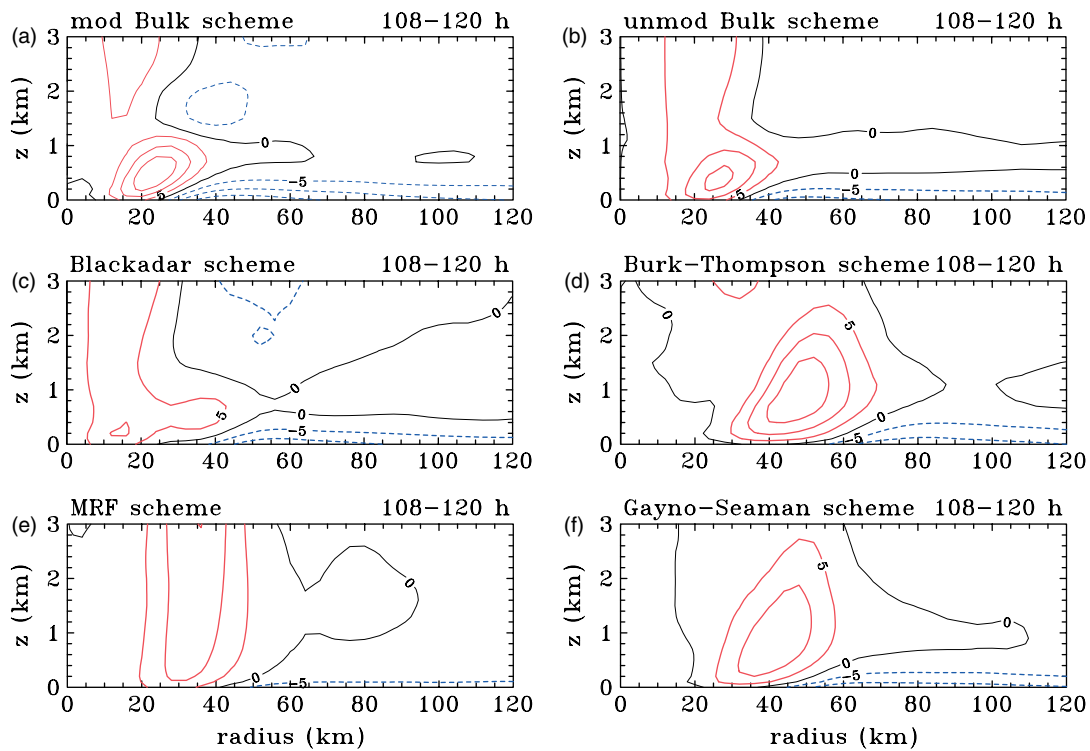 (a) mod Bulk scheme 108−120 h
z (km)
3
2
1
0
0
−5
5
0 20 40 60 80 100 120
(b) unmod Bulk scheme 108−120 h
z (km)
3
2
1
0
0
0
−5
5
0 20 40 60 80 100 120
(c) Blackadar scheme 108−120 h
z (km)
3
2
1
0
0
0
5
0
−5
0 20 40 60 80 100 120
(d) Burk−Thompson scheme 108−120 h
z (km)
3
2
1
0
0
5
0
−5
0 20 40 60 80 100 120
(e) MRF scheme 108−120 h
z (km)
3
2
1
0
0
0
−5
0 20 40 60 80 100 120
radius (km)
(f) Gayno−Seaman scheme 108−120 h
z (km)
3
2
1
0
5
0
0
−5
0 20 40 60 80 100 120
radius (km)